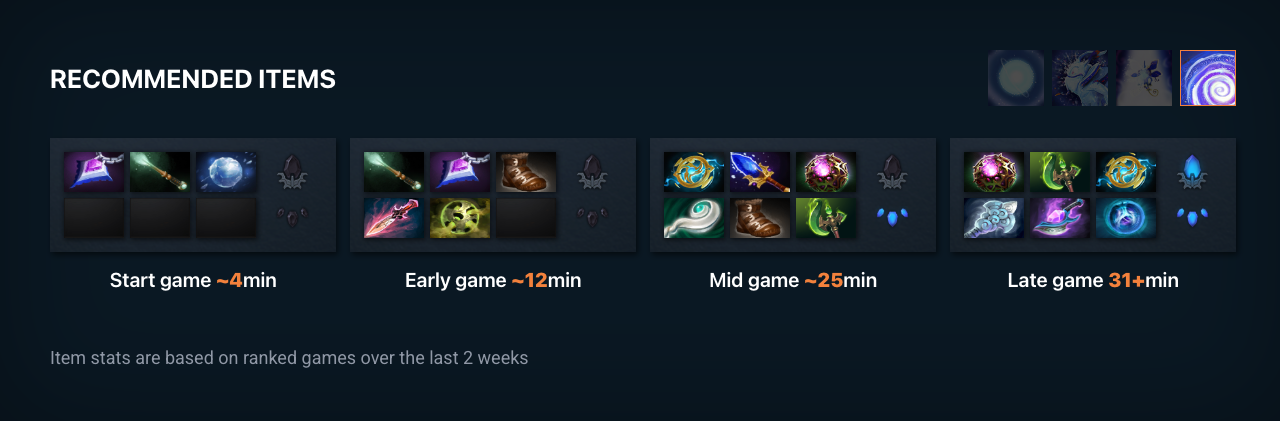 RECOMMENDED ITEMS
Start game ~4min
Early game ~12min
Mid game ~25min
Late game 31+min
Item stats are based on ranked games over the last 2 weeks